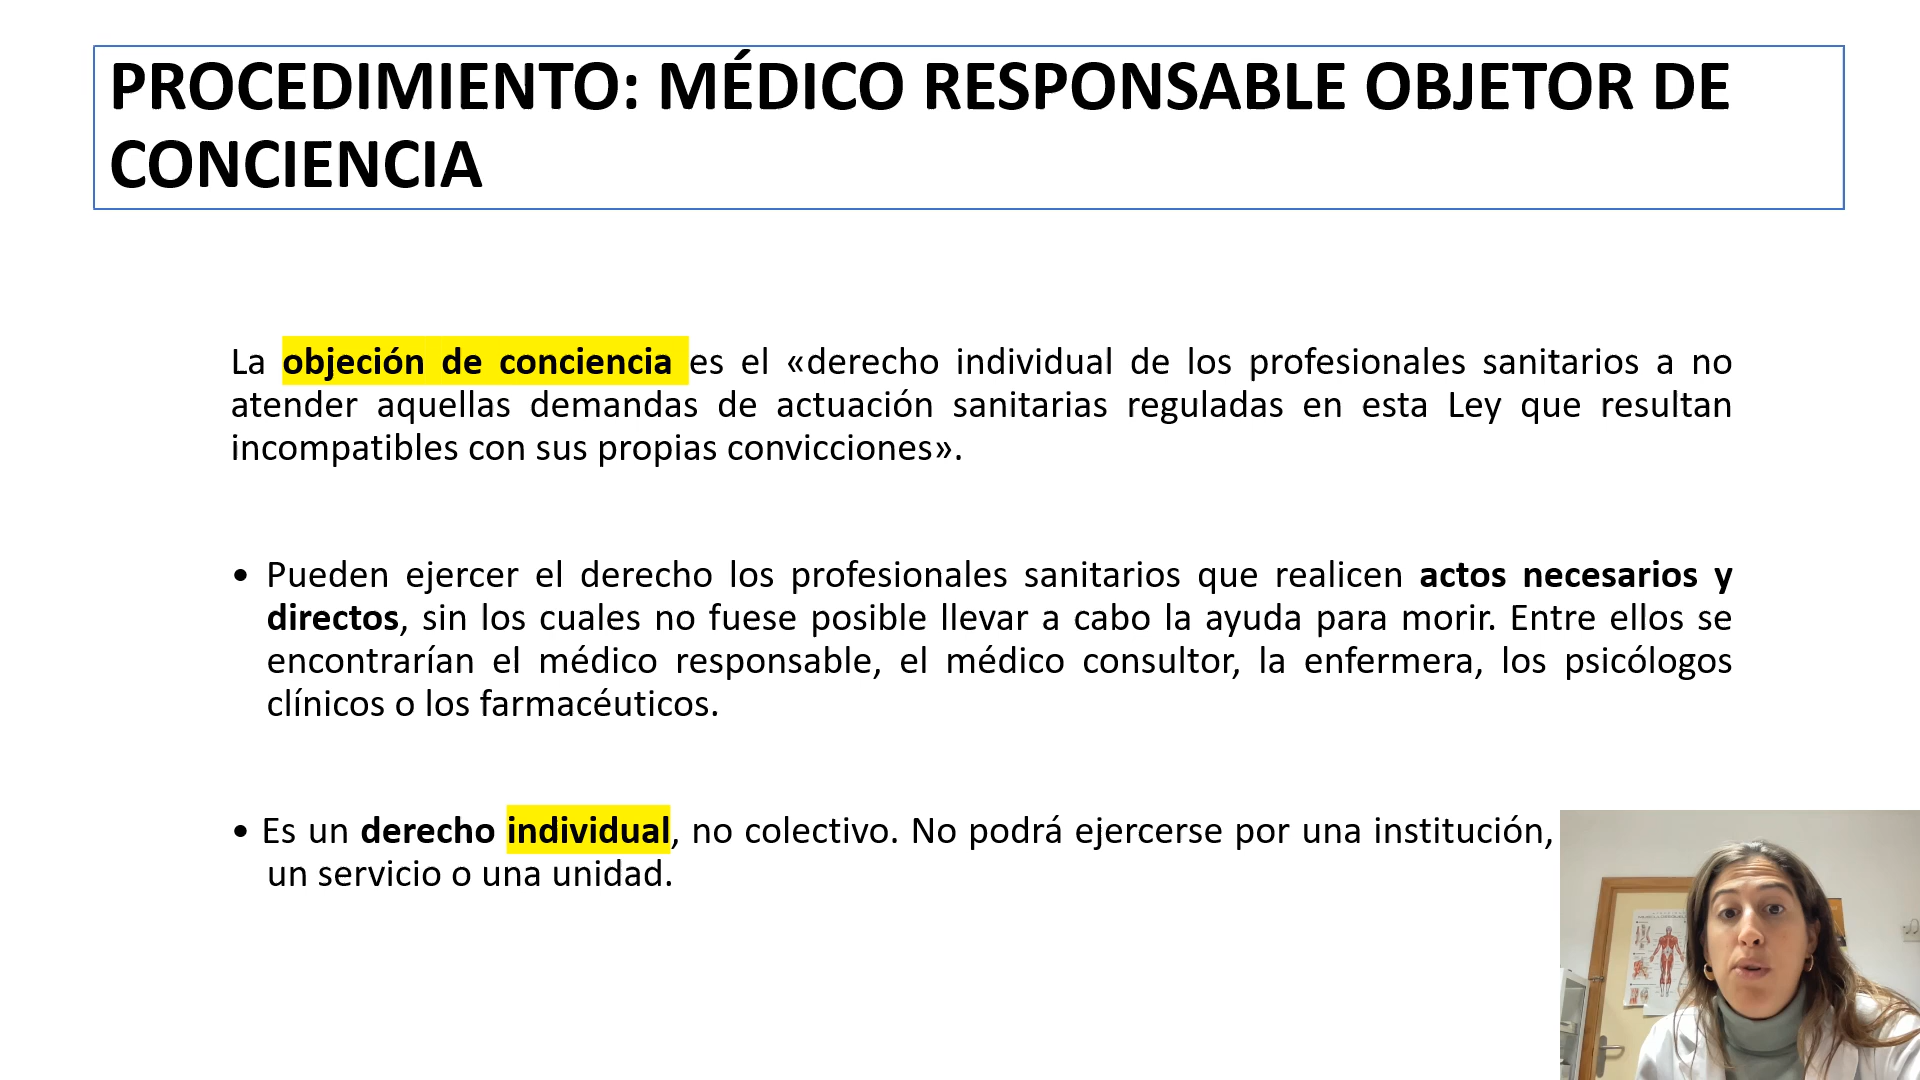 PROCEDIMIENTO: MÉDICO RESPONSABLE OBJETOR DE
CONCIENCIA
La objeción de conciencia es el «derecho individual de los profesionales sanitarios a no
atender aquellas demandas de actuación sanitarias reguladas en esta Ley que resultan
incompatibles con sus propias convicciones».
• Pueden ejercer el derecho los profesionales sanitarios que realicen actos necesarios y
directos, sin los cuales no fuese posible llevar a cabo la ayuda para morir. Entre ellos se
encontrarían el médico responsable, el médico consultor, la enfermera, los psicólogos
clínicos o los farmacéuticos.
• Es un derecho individual, no colectivo. No podrá ejercerse por una institución,
un servicio o una unidad.